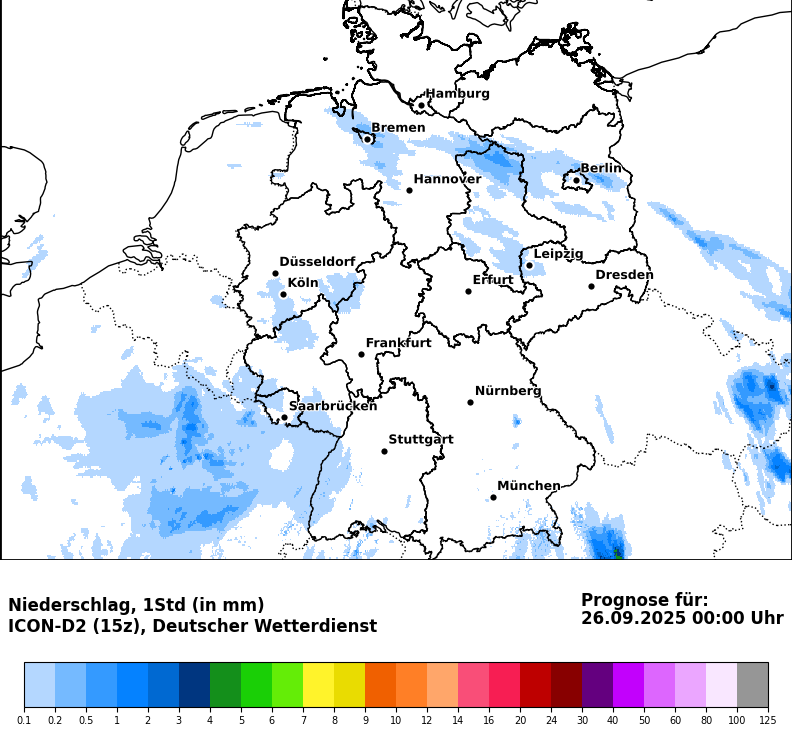 Hamburg
Bremen
Berlin
Hannover
Leipzig
Düsseldorf
Dresden
Köln
Erfurt
Frankfurt
Nürnberg
Saarbrücken
Stuttgart
München
Niederschlag, 1Std (in mm)
ICON-D2 (15z), Deutscher Wetterdienst
Prognose für:
26.09.2025 00:00 Uhr
0.1 0.2 0.5 1 2 3 4 5 6 7 8 9 10 12 14 16 20 24 30 40 50 60 80 100 125